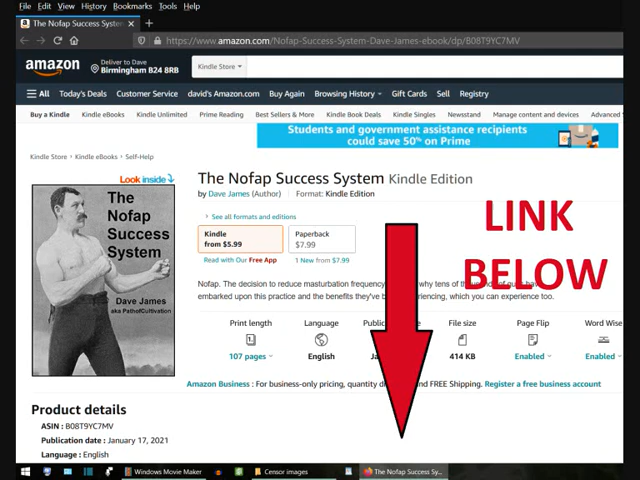 File Edit View History Bookmarks Tools Help
The Nofap Success System
https://www.amazon.com/Nofap-Success-System-Dave-James-ebook/dp/B08T9YC7MV
amazon
Deliver to Dave
Birmingham B24 8RB
Kindle Store
All Today's Deals Customer Service david's Amazon.com Buy Again Browsing History Gift Cards Sell Registry
Buy a Kindle Kindle eBooks Kindle Unlimited Prime Reading Best Sellers & More Kindle Book Deals Kindle Singles Newsstand Manage content and devices Advanced
Students and government assistance recipients
could save 50% on Prime
Kindle Store › Kindle eBooks › Self-Help
Look inside
The Nofap Success System Kindle Edition
by Dave James (Author) Format: Kindle Edition
See all formats and editions
Kindle
from $5.99
Paperback
$7.99
Read with Our Free App
1 New from $7.99
The
Nofap
Success
System
Dave James
aka PathofCultivation
LINK
BELOW
Nofap. The decision to reduce masturbation frequency why tens of
embarked upon this practice and the benefits they've which you can experience too.
Print length Language File size Page Flip Word Wise
107 pages English 414 KB Enabled Enabled
Amazon Business : For business-only pricing, quantity and FREE Shipping. Register a free business account
Product details
ASIN : B08T9YC7MV
Publication date : January 17, 2021
Language : English
Windows Movie Maker Censor images The Nofap Success Sy...